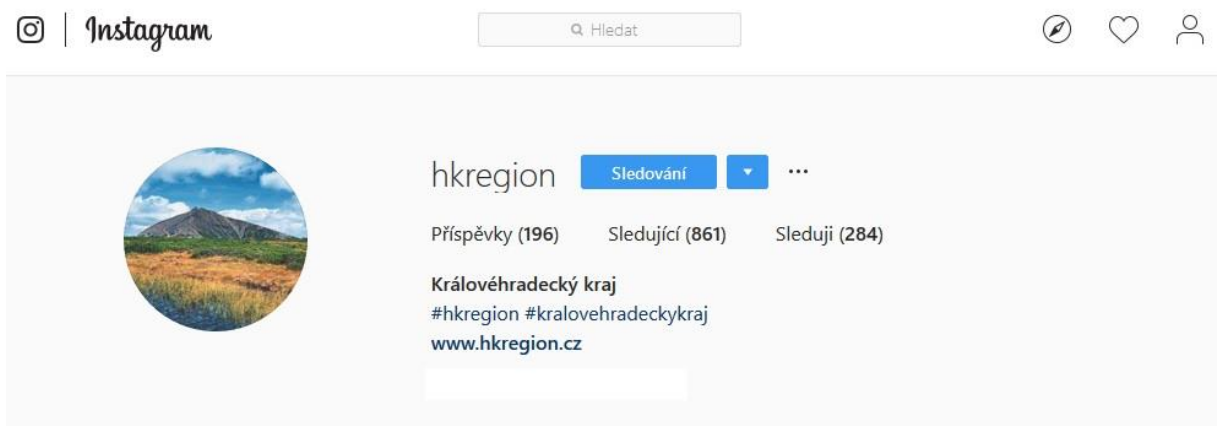 Instagram
Hledat
hkregion Sledování ...
Příspěvky (196) Sledující (861) Sleduji (284)
Královéhradecký kraj
#hkregion #kralovehradeckykraj
www.hkregion.cz